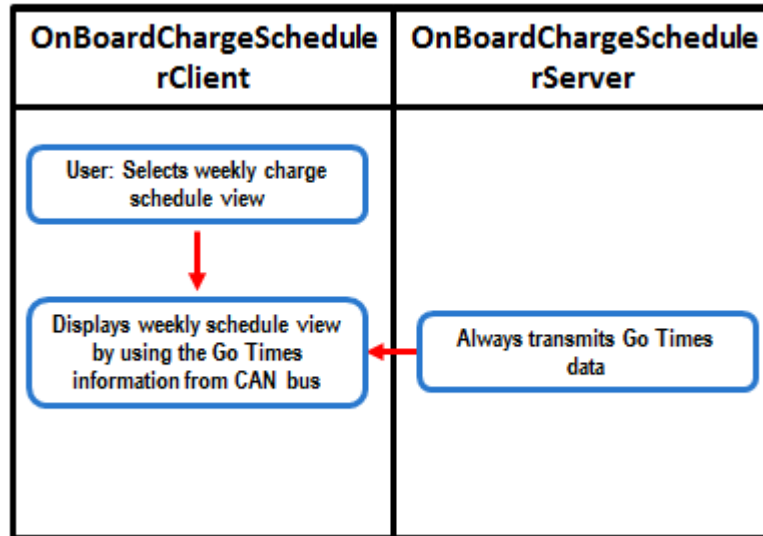 OnBoardChargeSchedule
rClient
OnBoardChargeSchedule
rServer
User: Selects weekly charge
schedule view
Displays weekly schedule view
by using the Go Times
information from CAN bus
Always transmits Go Times
data